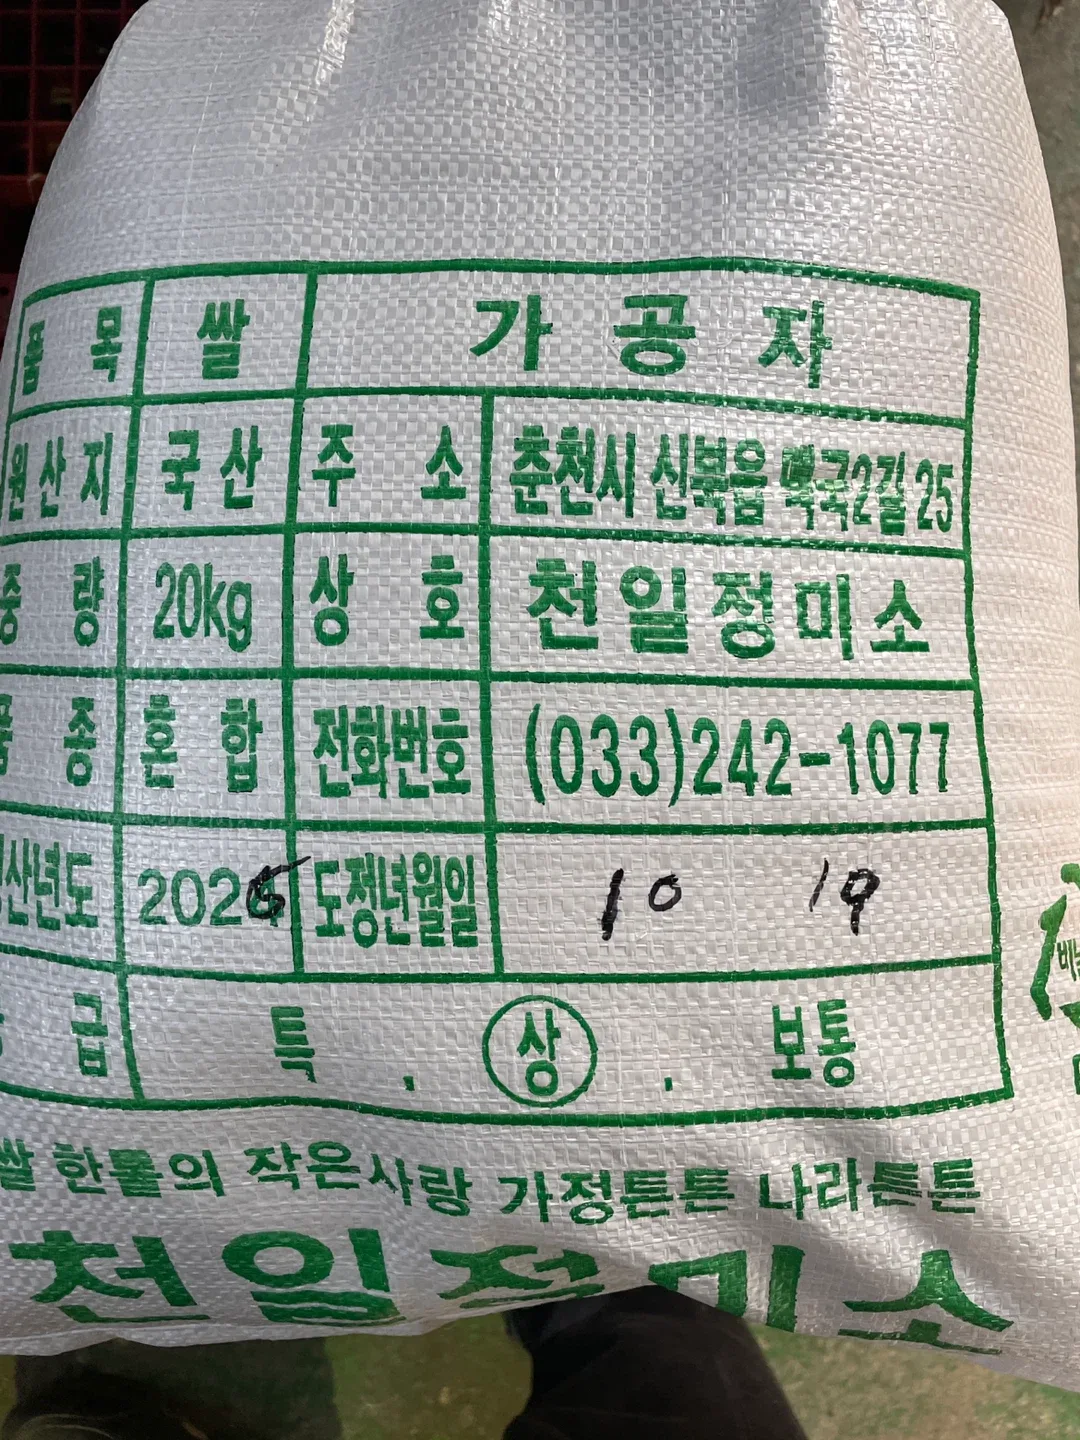 품목 쌀 가공자
원산지 국산 주소 춘천시 신북읍 맥국2길 25
중량 20kg 상호 천일정미소
품종 혼합 전화번호 (033)242-1077
생산년도 2025 도정년월일 10 19
등급 특 . 상 . 보통
쌀 한톨의 작은사랑 가정튼튼 나라튼튼
천일정미소